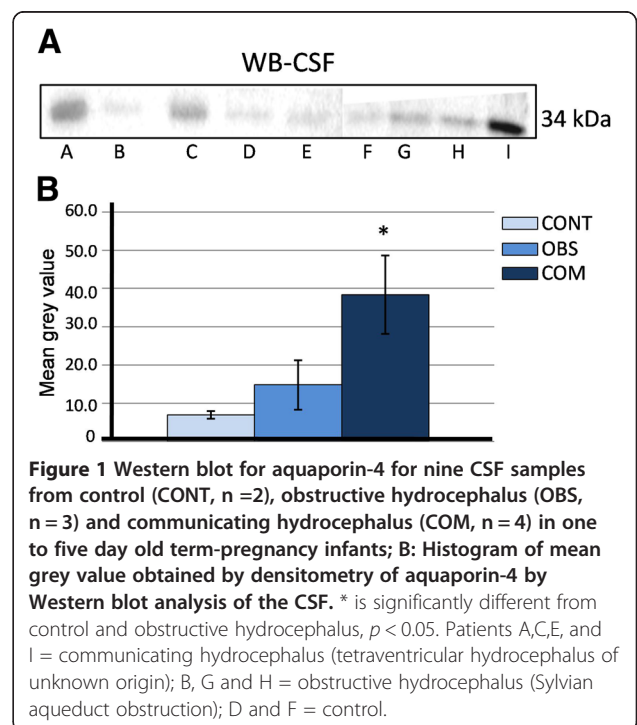 A
WB-CSF
34 kDa
A B C D E F G H I
B
60.0
50.0
40.0
30.0
20.0
10.0
0
Mean grey value
*
CONT
OBS
COM
Figure 1 Western blot for aquaporin-4 for nine CSF samples
from control (CONT, n =2), obstructive hydrocephalus (OBS,
n = 3) and communicating hydrocephalus (COM, n = 4) in one
to five day old term-pregnancy infants; B: Histogram of mean
grey value obtained by densitometry of aquaporin-4 by
Western blot analysis of the CSF. * is significantly different from
control and obstructive hydrocephalus, p < 0.05. Patients A,C,E, and
I = communicating hydrocephalus (tetraventricular hydrocephalus of
unknown origin); B, G and H = obstructive hydrocephalus (Sylvian
aqueduct obstruction); D and F = control.